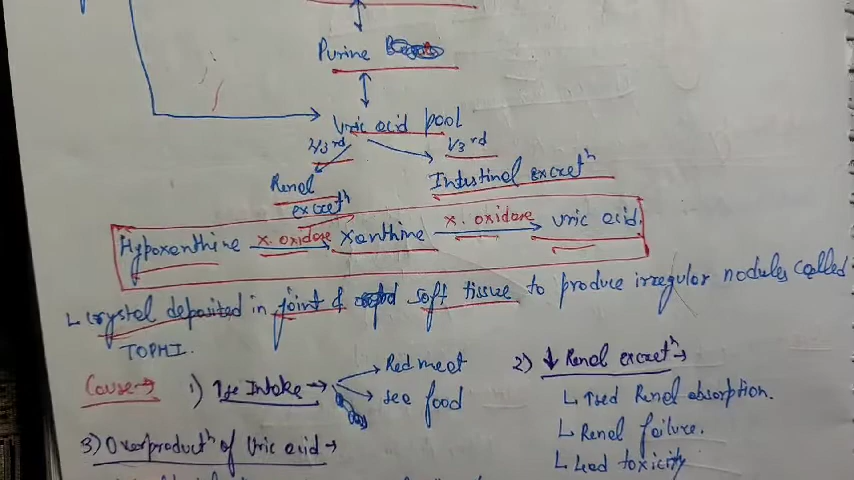 Purine
Uric acid pool
2/3rd
1/3rd
Renal excretⁿ
Intestinal excretⁿ
Hypoxanthine x. oxidase xanthine x. oxidase uric acid.
Crystal deposited in joint & soft tissue to produce irregular nodules called
TOPHI.
Cause→ 1) ↑se Intake → Red meat
sea food
2) ↓ Renal excretⁿ→
↑sed Renal absorption.
Renal failure.
Lead toxicity
3) Overproductⁿ of Uric acid →